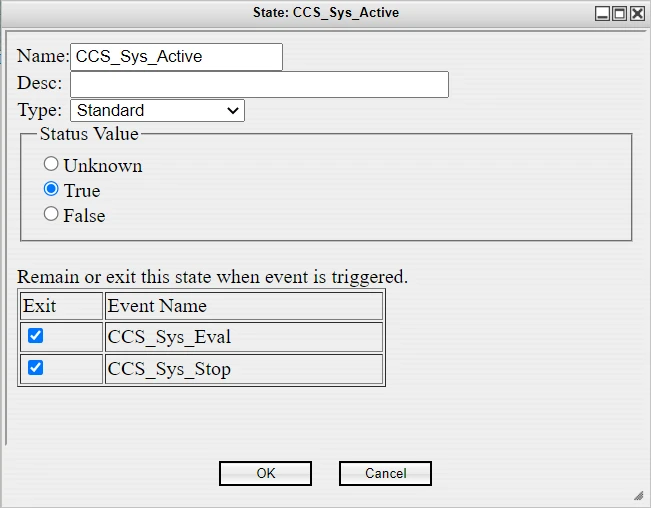 State: CCS_Sys_Active
Name: CCS_Sys_Active
Desc:
Type: Standard
Status Value
Unknown
True
False
Remain or exit this state when event is triggered.
Exit Event Name
CCS_Sys_Eval
CCS_Sys_Stop
OK Cancel